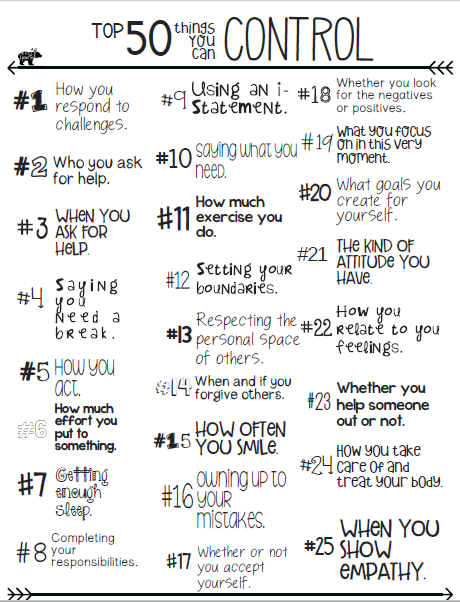 TOP 50 things
YOU
can
CONTROL
#1 How you
respond to
challenges.
#2 Who you ask
for help.
#3 WHEN YOU
ASK FOR
HELP.
#4 Saying
you
Need a
break.
#5 HOW YOU
ACT.
#6 How much
effort you
put to
something.
#7 Getting
enough
Sleep.
#8 Completing
your
responsibilities.
#9 Using an i-
Statement.
#10 saying what you
need.
#11 How much
exercise you
do.
#12 Setting your
boundaries.
#13 Respecting the
personal space
of others.
#14 When and if you
forgive others.
#15 HOW OFTEN
YOU SMILE.
#16 owning up to
your
mistakes.
#17 Whether or not
you accept
yourself.
#18 Whether you look
for the negatives
or positives.
#19 What you focus
on in this very
moment.
#20 What goals you
create for
yourself.
#21 THE KIND OF
ATTITUDE YOU
HAVE.
#22 How you
relate to you
feelings.
#23 Whether you
help someone
out or not.
#24 How you take
care of and
treat your body.
#25 WHEN YOU
SHOW
EMPATHY.